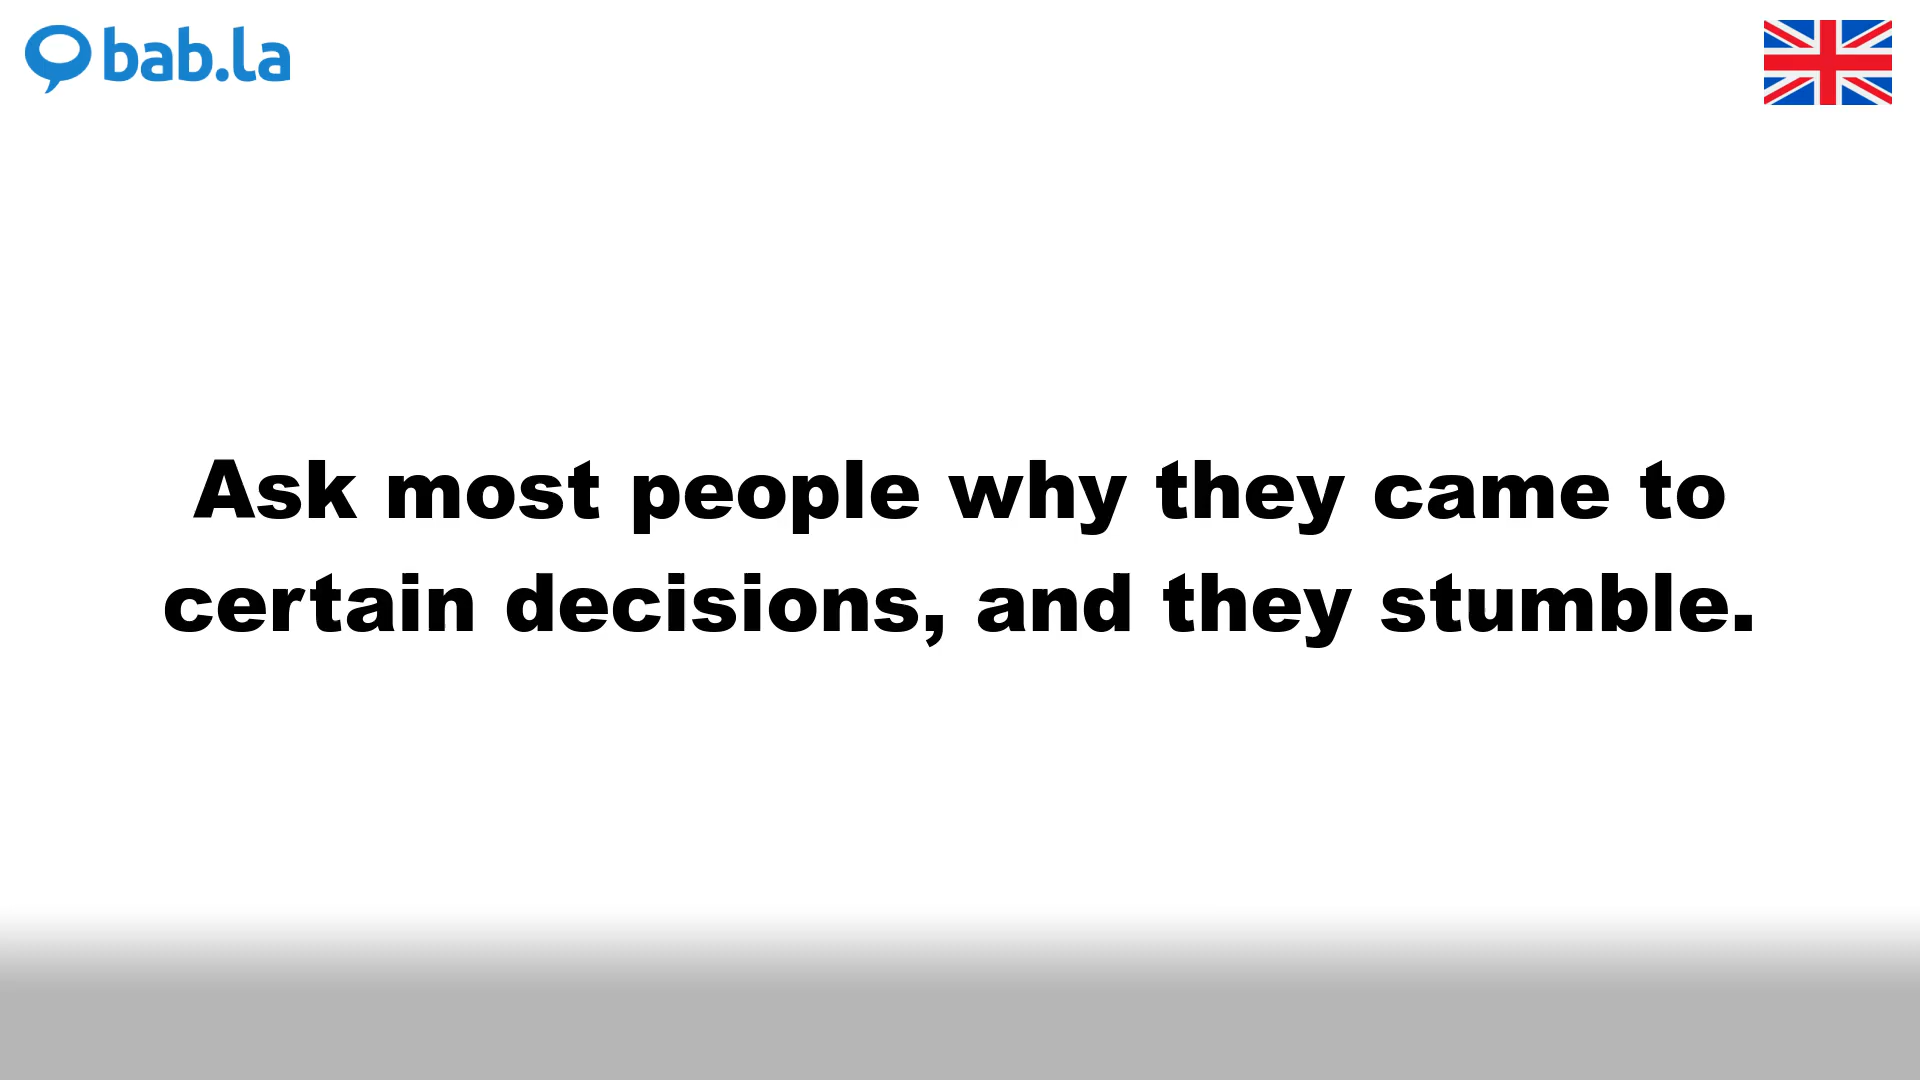 bab.la
Ask most people why they came to
certain decisions, and they stumble.